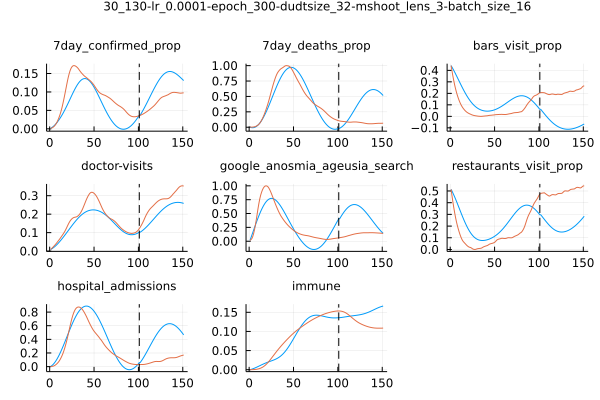 30_130-lr_0.0001-epoch_300-dudtsize_32-mshoot_lens_3-batch_size_16
7day_confirmed_prop 7day_deaths_prop bars_visit_prop
0.15 1.00 0.4
0.10 0.75 0.3
0.05 0.50 0.2
0.00 0.25 0.1
0.00 0.0
−0.1
0 50 100 150 0 50 100 150 0 50 100 150
doctor-visits google_anosmia_ageusia_search restaurants_visit_prop
0.3 1.00 0.5
0.2 0.75 0.4
0.1 0.50 0.3
0.0 0.25 0.2
0.00 0.1
0.0
0 50 100 150 0 50 100 150 0 50 100 150
hospital_admissions immune
0.8 0.15
0.6 0.10
0.4 0.05
0.2 0.00
0.0
0 50 100 150 0 50 100 150